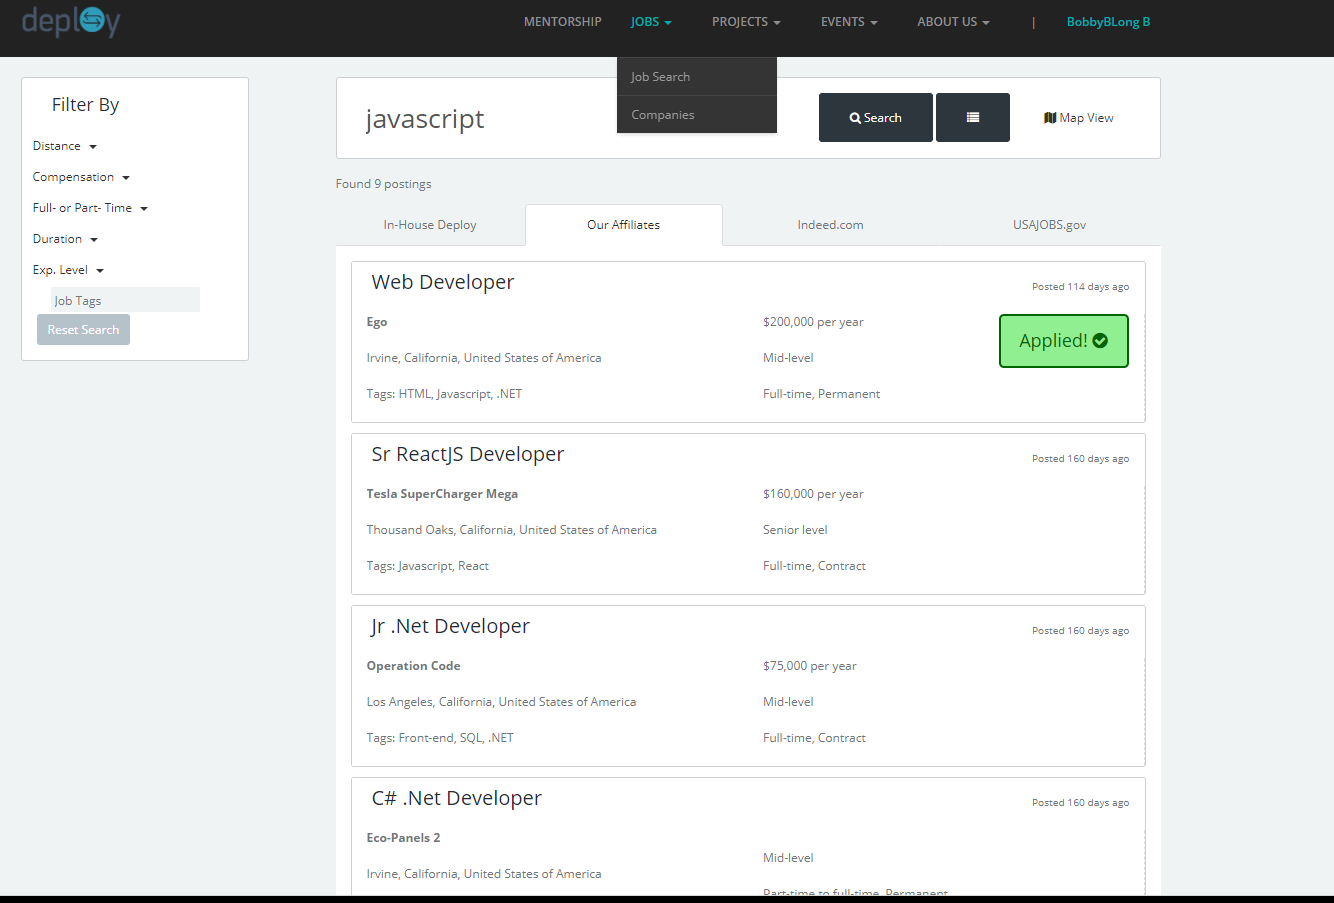 deploy
MENTORSHIP JOBS PROJECTS EVENTS ABOUT US | BobbyBLong B
Job Search
Companies
Filter By
Distance
Compensation
Full- or Part- Time
Duration
Exp. Level
Job Tags
Reset Search
javascript
Search
Map View
Found 9 postings
In-House Deploy Our Affiliates Indeed.com USAJOBS.gov
Web Developer
Posted 114 days ago
Ego $200,000 per year
Applied!
Irvine, California, United States of America Mid-level
Tags: HTML, Javascript, .NET Full-time, Permanent
Sr ReactJS Developer
Posted 160 days ago
Tesla SuperCharger Mega $160,000 per year
Thousand Oaks, California, United States of America Senior level
Tags: Javascript, React Full-time, Contract
Jr .Net Developer
Posted 160 days ago
Operation Code $75,000 per year
Los Angeles, California, United States of America Mid-level
Tags: Front-end, SQL, .NET Full-time, Contract
C# .Net Developer
Posted 160 days ago
Eco-Panels 2
Mid-level
Irvine, California, United States of America
Part-time to full-time, Permanent